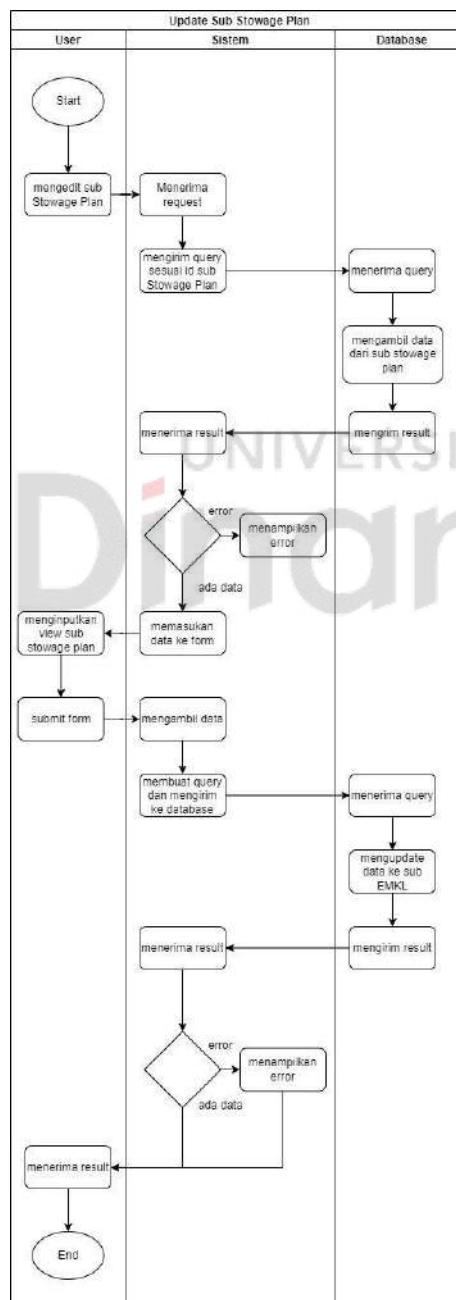 Update Sub Stowage Plan
User
Sistem
Database
Start
mengedit sub
Stowage Plan
Menerima
request
mengirim query
sesuai id sub
Stowage Plan
menerima query
mengambil data
dari sub stowage
plan
mengrim result
menerima result
UNIVERSI
Dinar
error
menampilkan
error
ada data
memasukan
data ke form
menginputkan
view sub
stowage plan
submit form
mengambil data
membuat query
dan mengirim
ke database
menerima query
mengupdate
data ke sub
EMKL
mengirim result
menerima result
error
menampilkan
error
ada data
menerima result
End